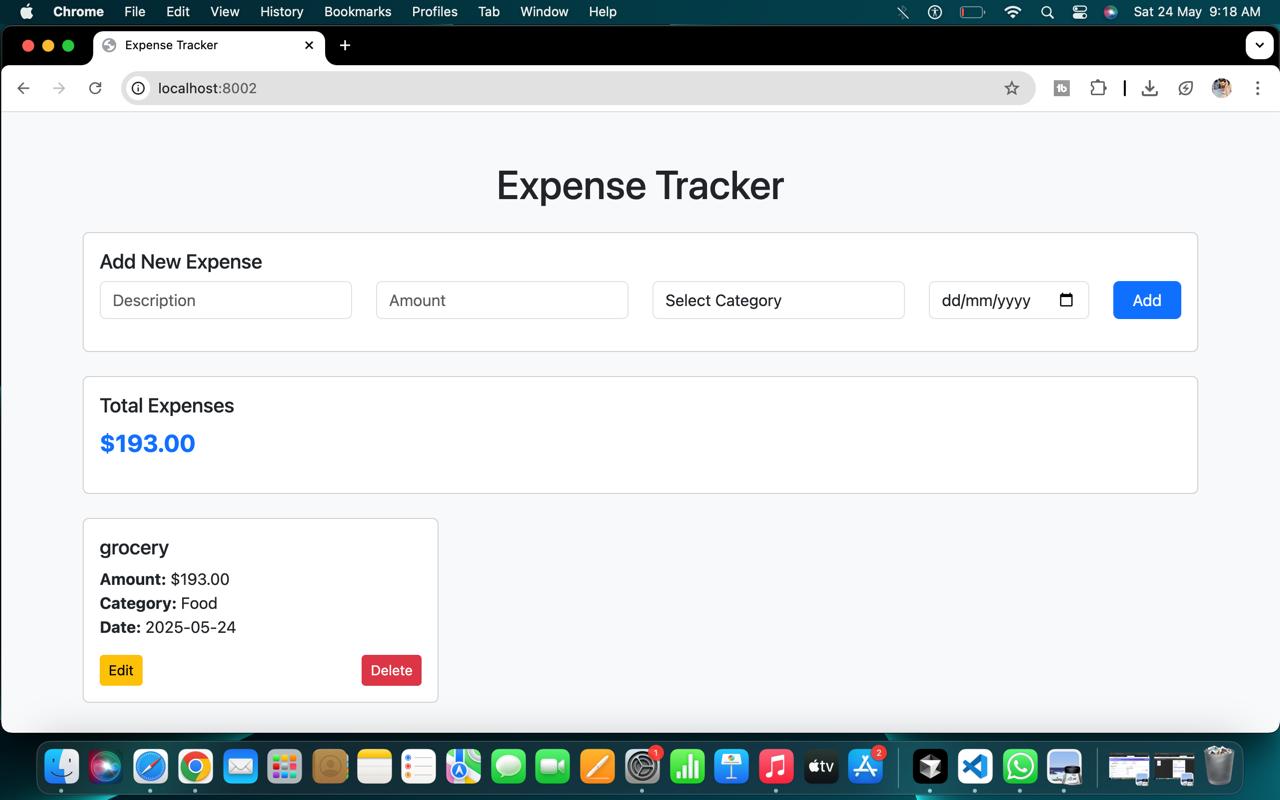 Chrome File Edit View History Bookmarks Profiles Tab Window Help Sat 24 May 9:18 AM
Expense Tracker
localhost:8002
1b
Expense Tracker
Add New Expense
Description Amount Select Category dd/mm/yyyy Add
Total Expenses
$193.00
grocery
Amount: $193.00
Category: Food
Date: 2025-05-24
Edit Delete
1 tv 2